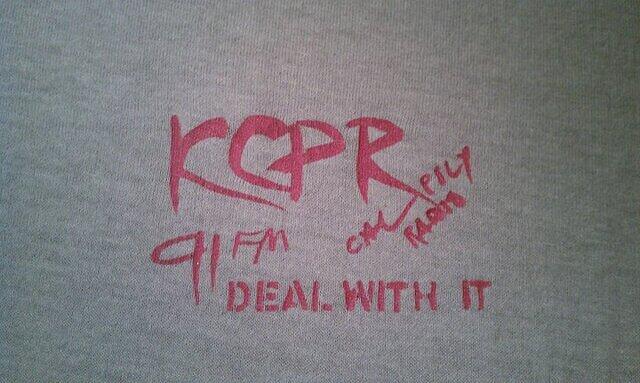 KCPR
CAL POLY
RADIO
91 FM
DEAL WITH IT